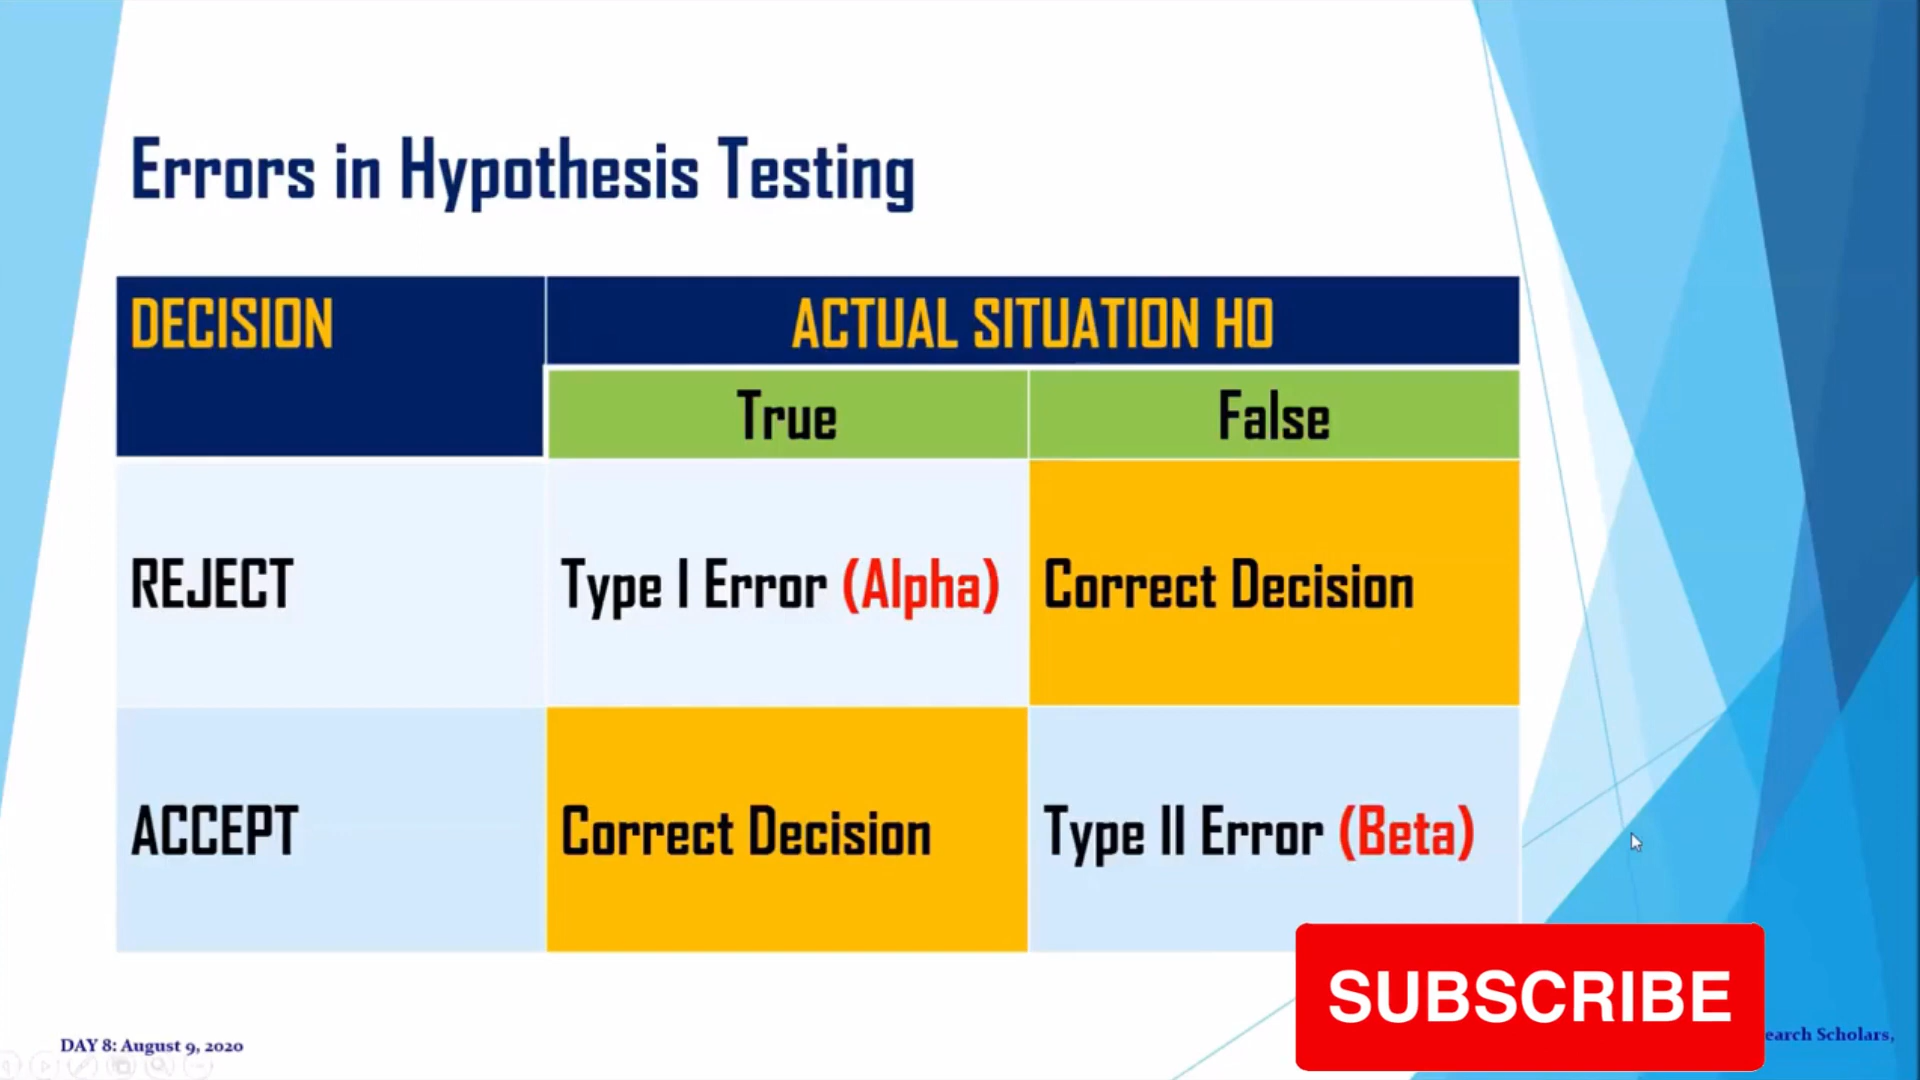 Errors in Hypothesis Testing
DECISION
ACTUAL SITUATION HO
True
False
REJECT
Type I Error (Alpha)
Correct Decision
ACCEPT
Correct Decision
Type II Error (Beta)
SUBSCRIBE
DAY 8: August 9, 2020
Scholars,